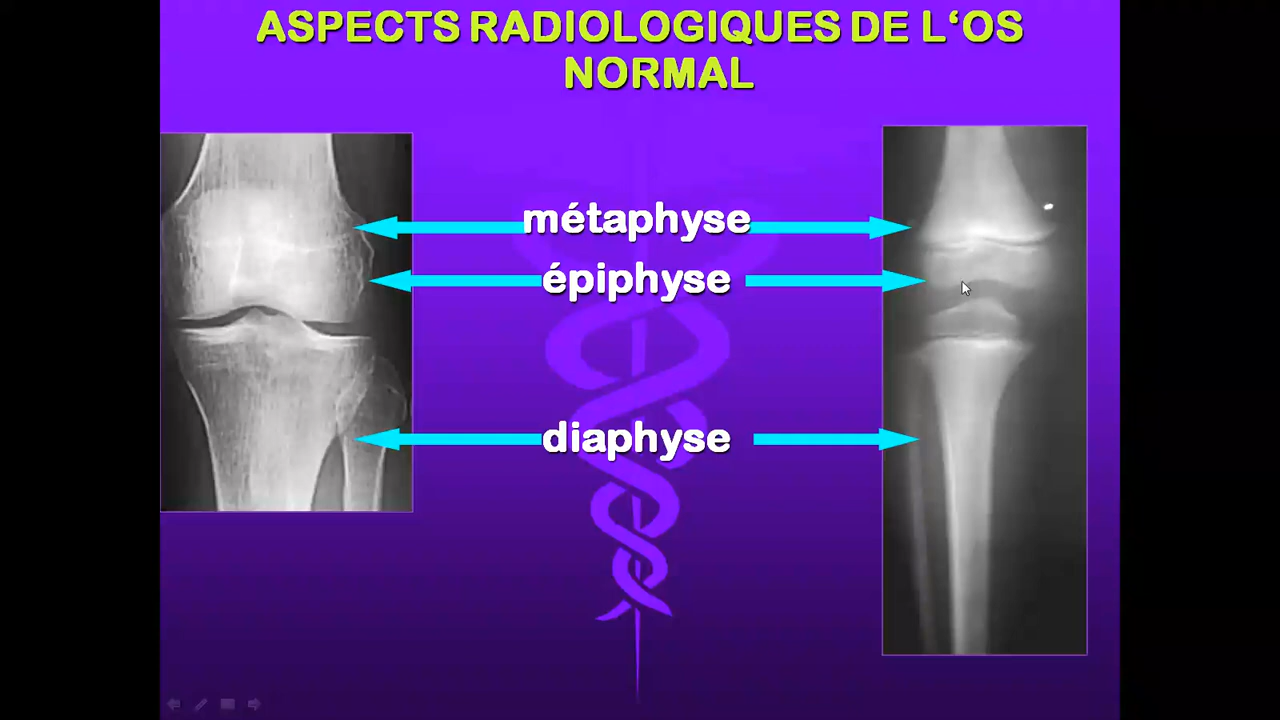 ASPECTS RADIOLOGIQUES DE L‘OS
NORMAL
métaphyse
épiphyse
diaphyse